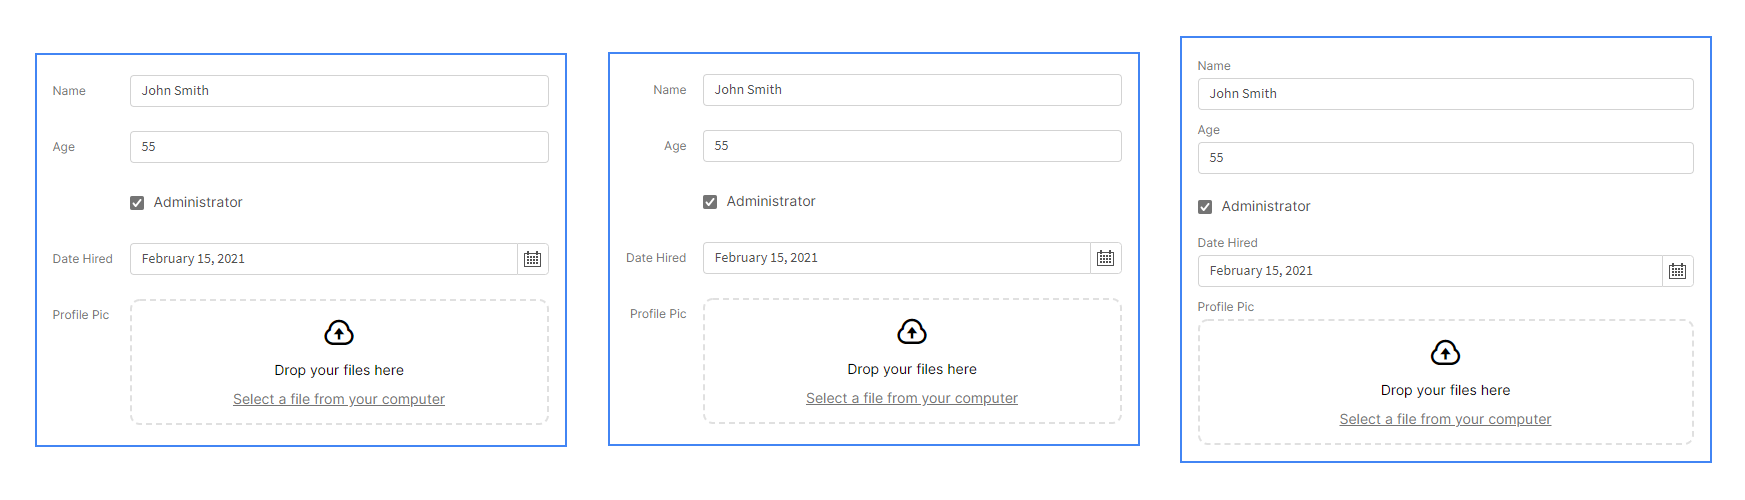 Name
John Smith
Age
55
Administrator
Date Hired
February 15, 2021
Profile Pic
Drop your files here
Select a file from your computer
Name
John Smith
Age
55
Administrator
Date Hired
February 15, 2021
Profile Pic
Drop your files here
Select a file from your computer
Name
John Smith
Age
55
Administrator
Date Hired
February 15, 2021
Profile Pic
Drop your files here
Select a file from your computer